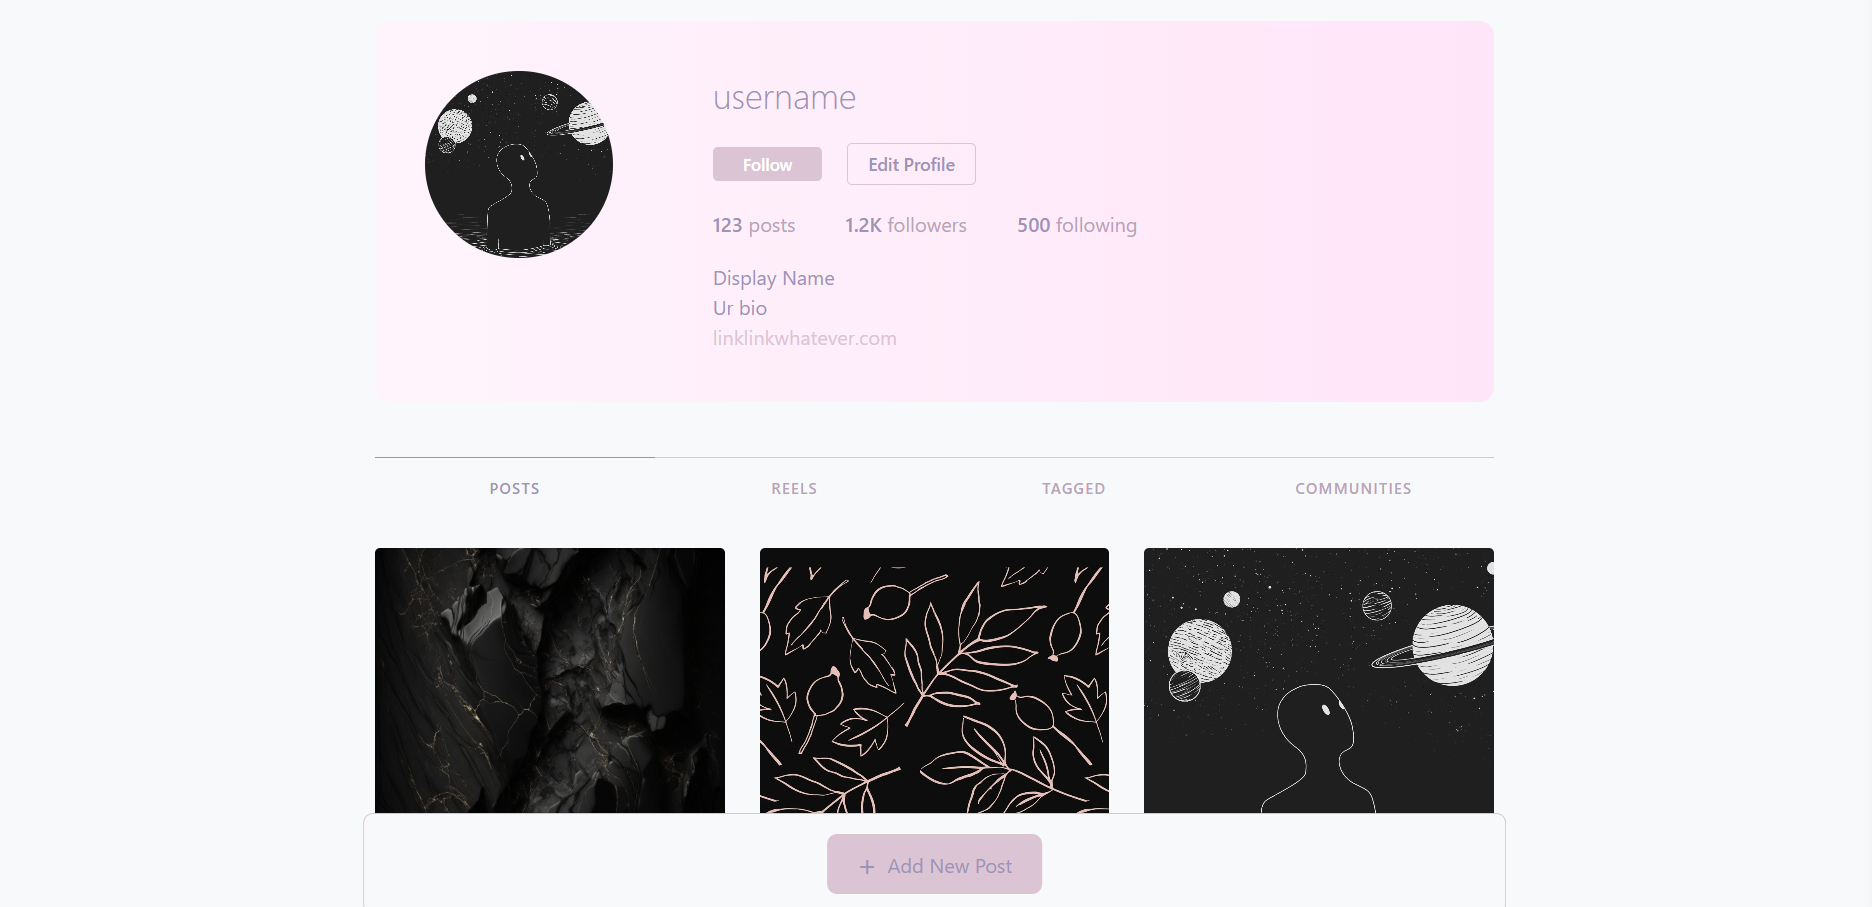 username
Follow Edit Profile
123 posts 1.2K followers 500 following
Display Name
Ur bio
linklinkwhatever.com
POSTS REELS TAGGED COMMUNITIES
+ Add New Post